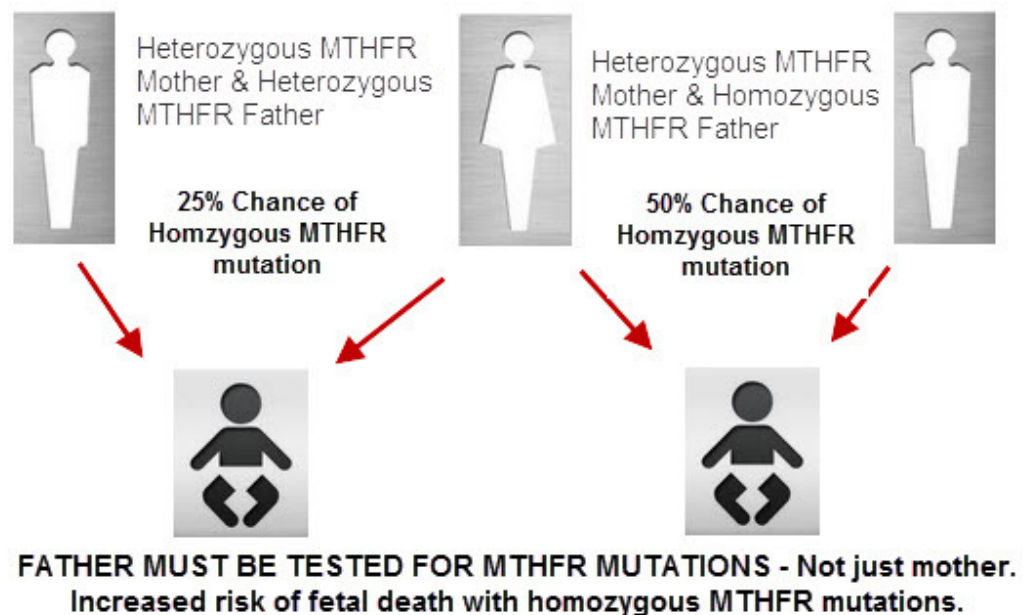 Heterozygous MTHFR
Mother & Heterozygous
MTHFR Father
25% Chance of
Homzygous MTHFR
mutation
Heterozygous MTHFR
Mother & Homozygous
MTHFR Father
50% Chance of
Homzygous MTHFR
mutation
FATHER MUST BE TESTED FOR MTHFR MUTATIONS - Not just mother.
Increased risk of fetal death with homozygous MTHFR mutations.